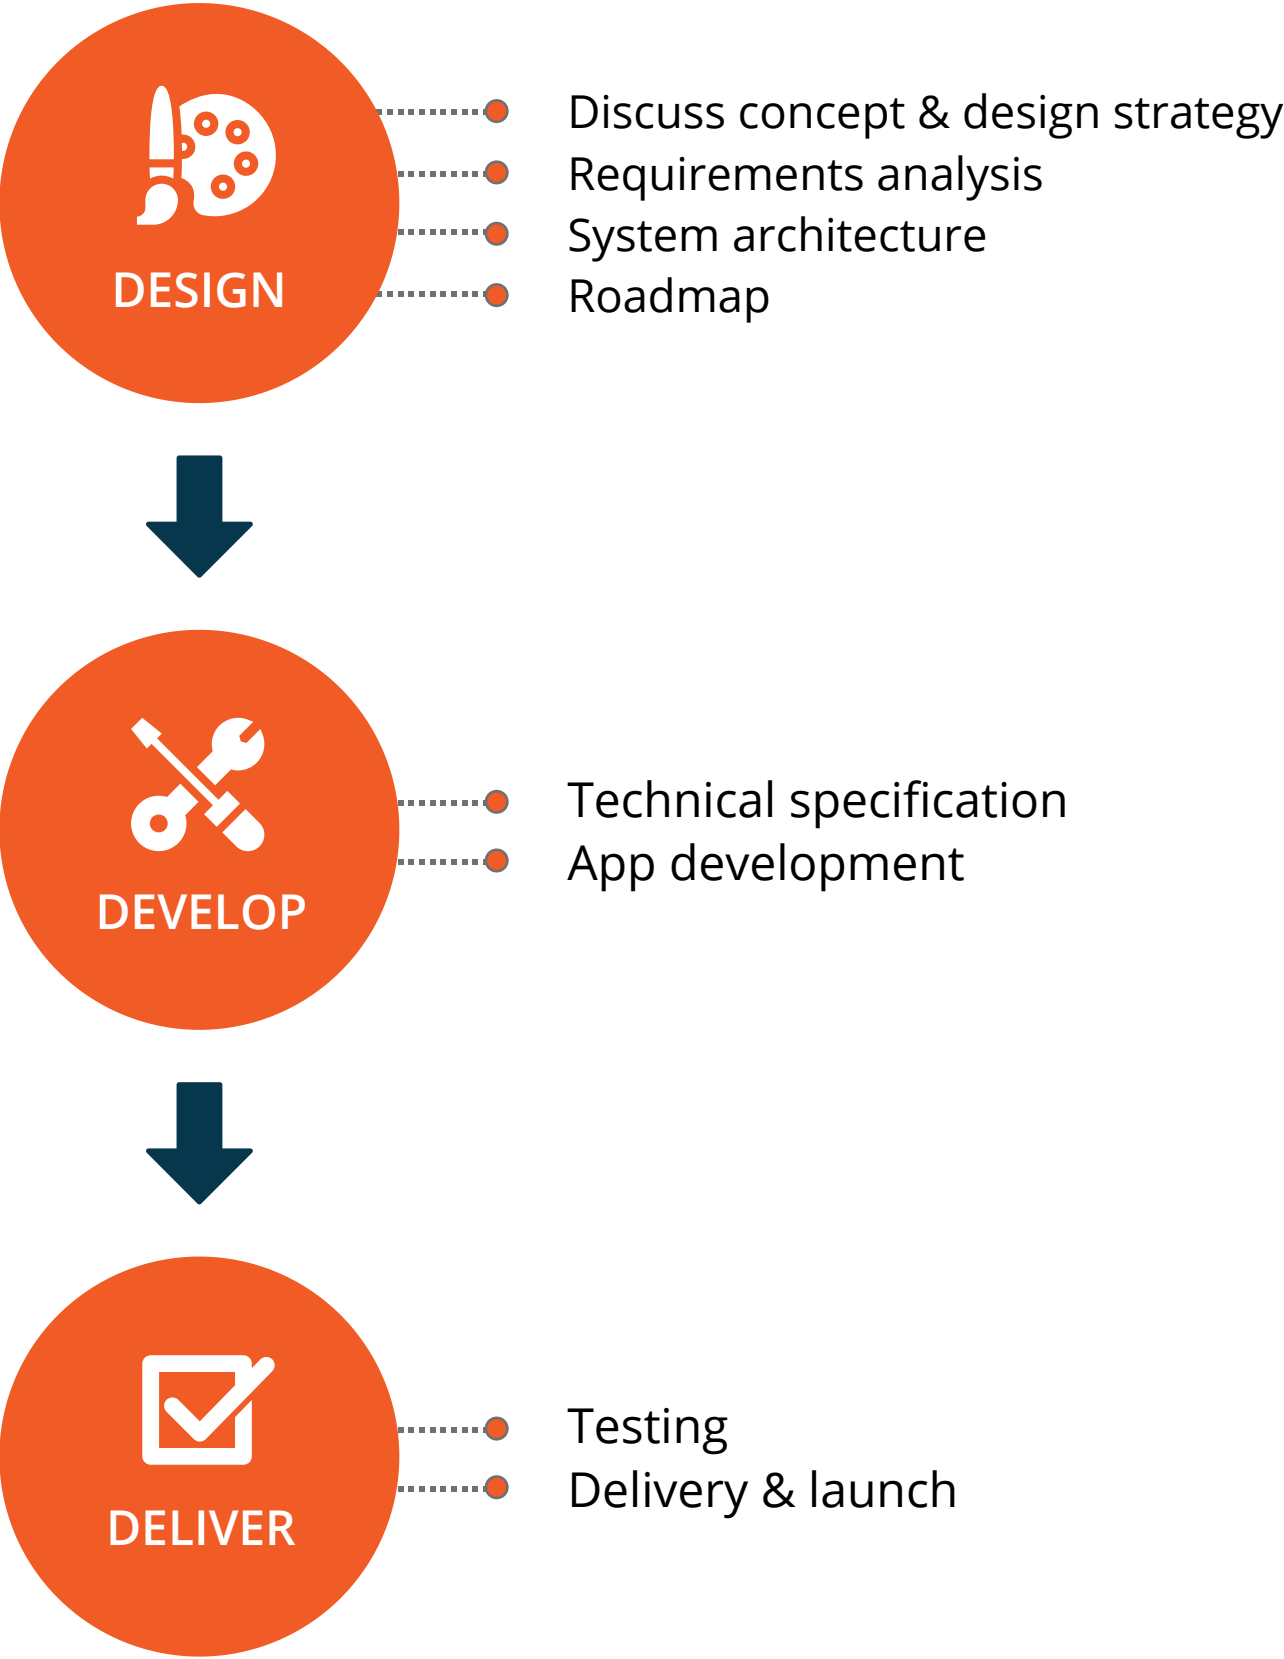 DESIGN
Discuss concept & design strategy
Requirements analysis
System architecture
Roadmap
DEVELOP
Technical specification
App development
DELIVER
Testing
Delivery & launch